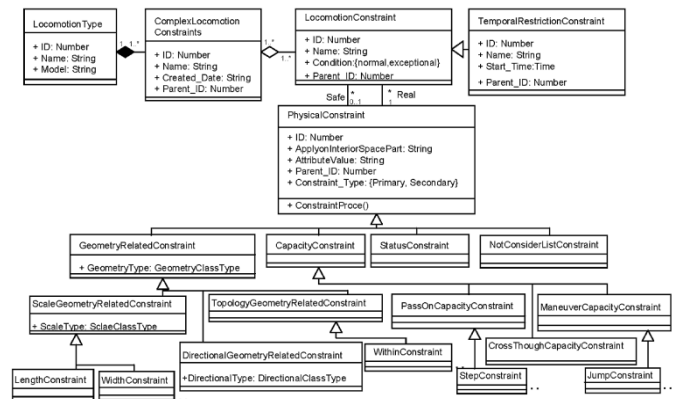 LocomotionType
+ ID: Number
+ Name: String
+ Model: String
1
1..*
ComplexLocomotion
Constraints
+ ID: Number
+ Name: String
+ Created_Date: String
+ Parent_ID: Number
1..*
1..*
LocomotionConstraint
+ ID: Number
+ Name: String
+ Condition:{normal,exceptional}
+ Parent_ID: Number
TemporalRestrictionConstraint
+ ID: Number
+ Name: String
+ Start_Time:Time
+ Parent_ID: Number
Safe
*
0..1
*
1
Real
PhysicalConstraint
+ ID: Number
+ ApplyonInteriorSpacePart: String
+ AttributeValue: String
+ Parent_ID: Number
+ Constraint_Type: {Primary, Secondary}
+ ConstraintProce()
GeometryRelatedConstraint
+ GeometryType: GeometryClassType
CapacityConstraint
StatusConstraint
NotConsiderListConstraint
ScaleGeometryRelatedConstraint
+ ScaleType: SclaeClassType
TopologyGeometryRelatedConstraint
PassOnCapacityConstraint
ManeuverCapacityConstraint
DirectionalGeometryRelatedConstraint
+DirectionalType: DirectionalClassType
WithinConstraint
CrossThoughCapacityConstraint
LengthConstraint
WidthConstraint
StepConstraint
..
JumpConstraint
..